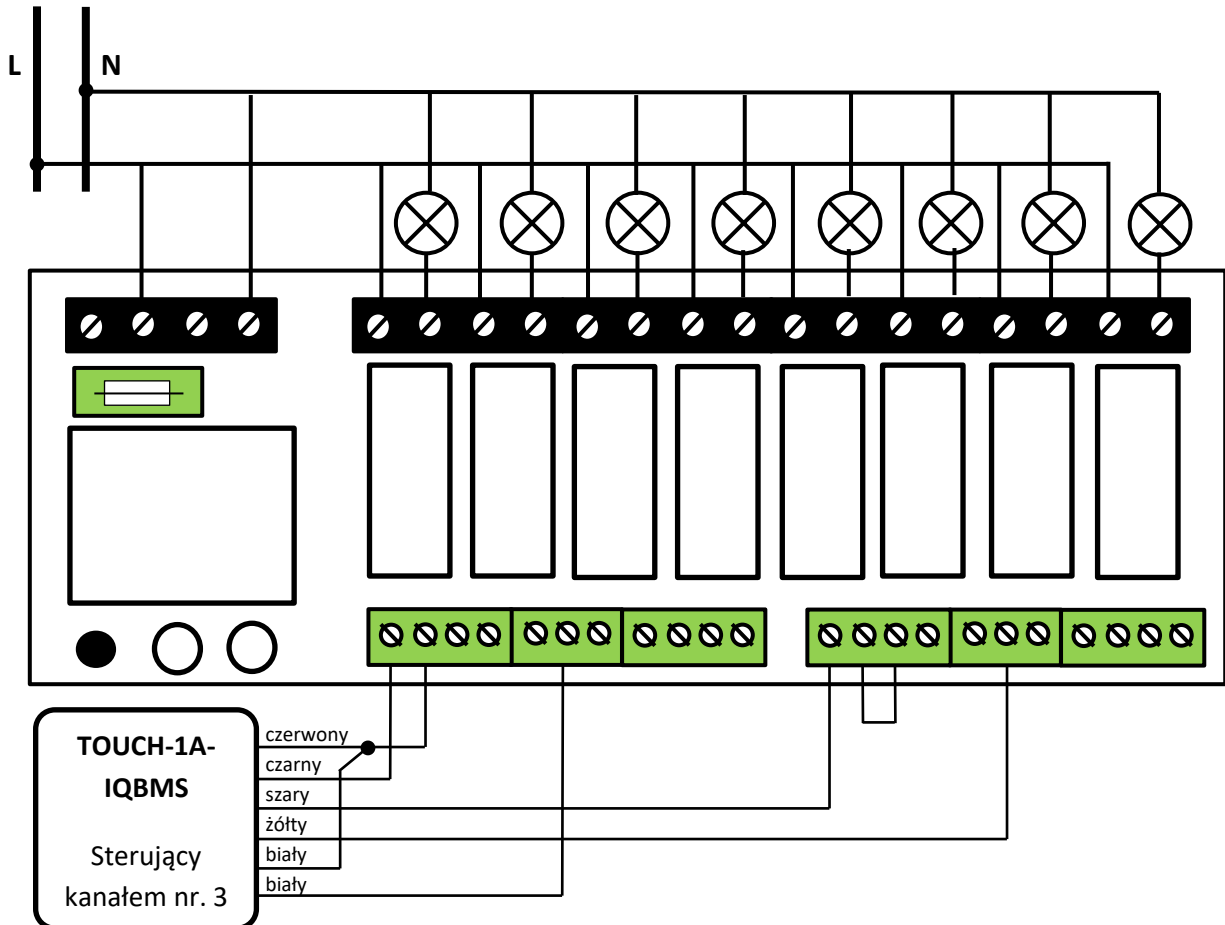 L
N
TOUCH-1A-
IQBMS
Sterujący
kanałem nr. 3
czerwony
czarny
szary
żółty
biały
biały